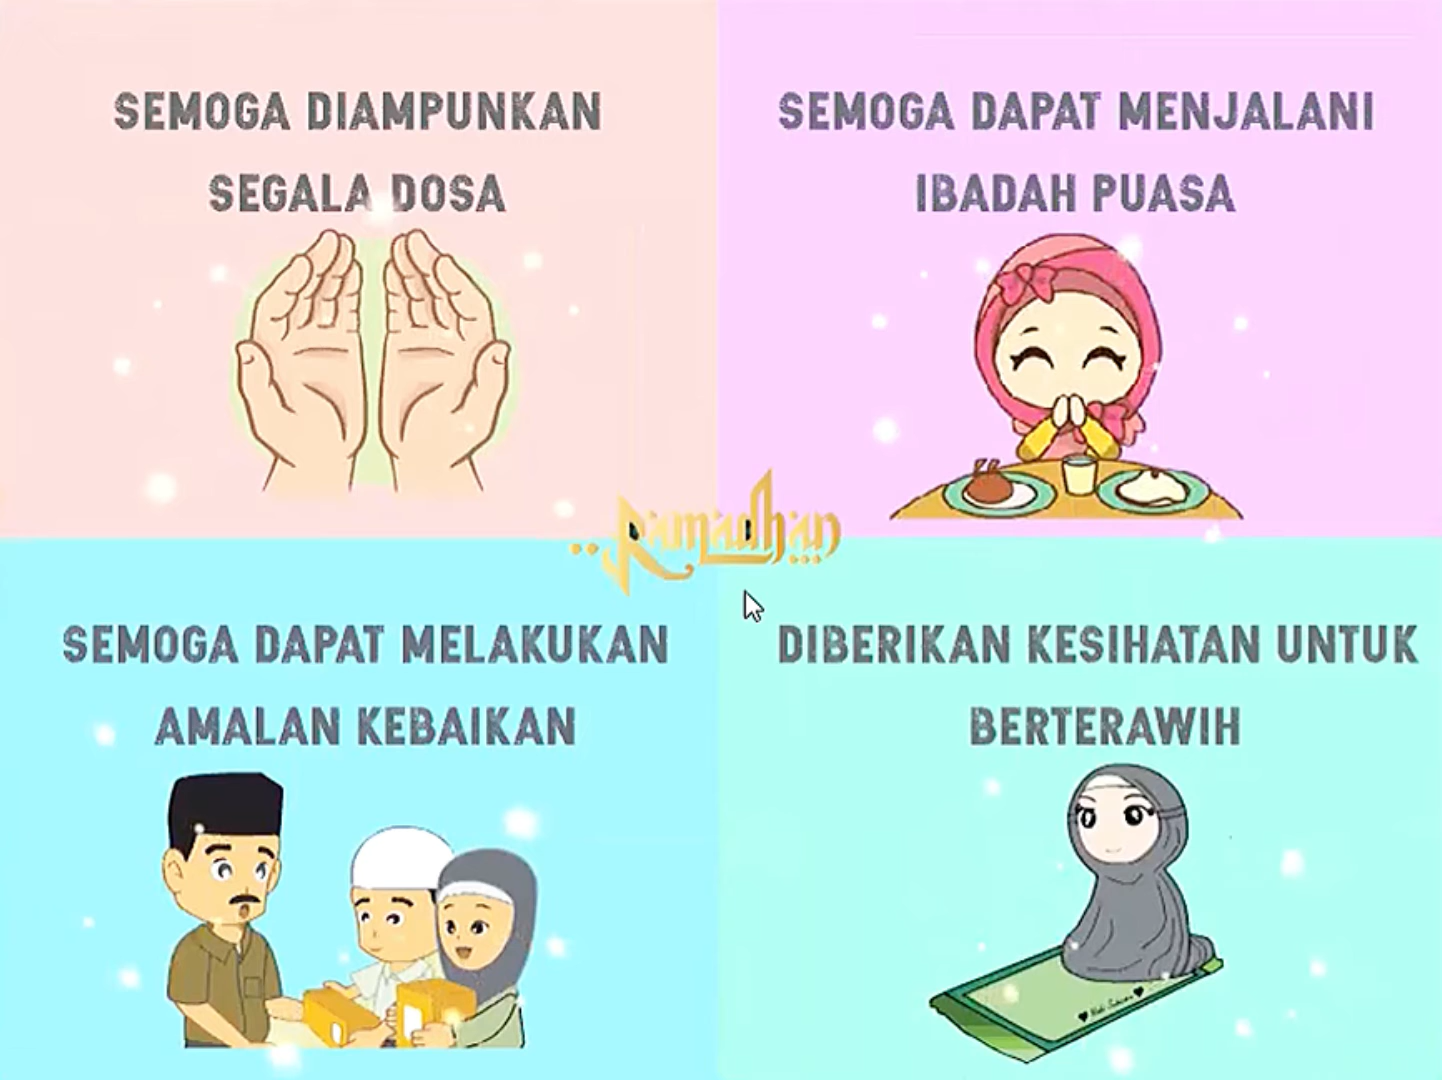 SEMOGA DIAMPUNKAN
SEGALA DOSA
SEMOGA DAPAT MENJALANI
IBADAH PUASA
Ramadhan
SEMOGA DAPAT MELAKUKAN
AMALAN KEBAIKAN
DIBERIKAN KESIHATAN UNTUK
BERTERAWIH